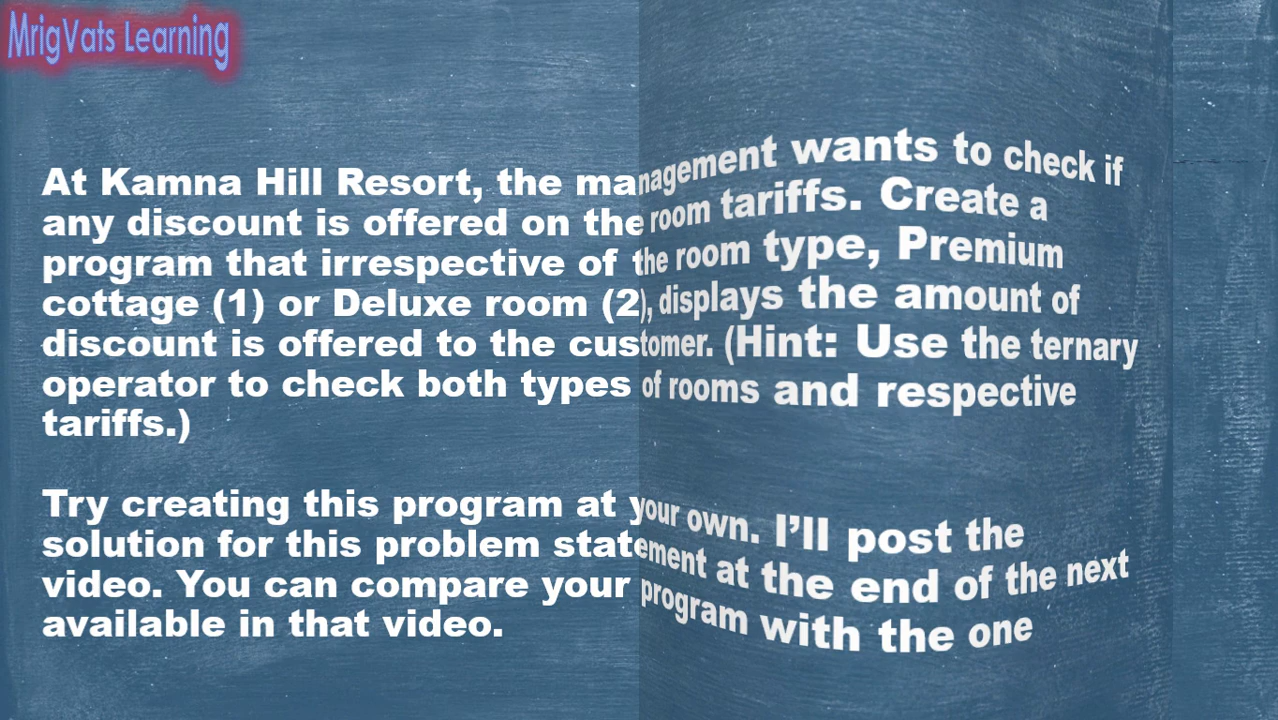 MrigVats Learning
At Kamna Hill Resort, the management wants to check if
any discount is offered on the room tariffs. Create a
program that irrespective of the room type, Premium
cottage (1) or Deluxe room (2), displays the amount of
discount is offered to the customer. (Hint: Use the ternary
operator to check both types of rooms and respective
tariffs.)
Try creating this program at your own. I’ll post the
solution for this problem statement at the end of the next
video. You can compare your program with the one
available in that video.